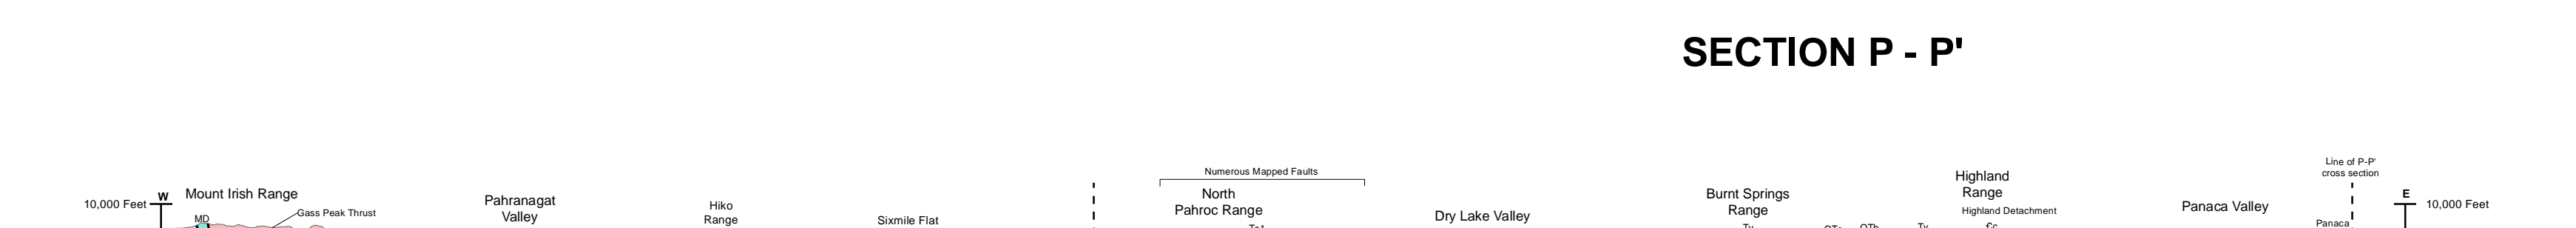 SECTION P - P'
Line of P-P'
cross section
Numerous Mapped Faults
Highland
Range
W
Mount Irish Range
10,000 Feet
Pahranagat
Valley
Hiko
Range
North
Pahroc Range
Burnt Springs
Range
E
10,000 Feet
Gass Peak Thrust
MD
Sixmile Flat
Dry Lake Valley
Highland Detachment
Panaca Valley
Panaca